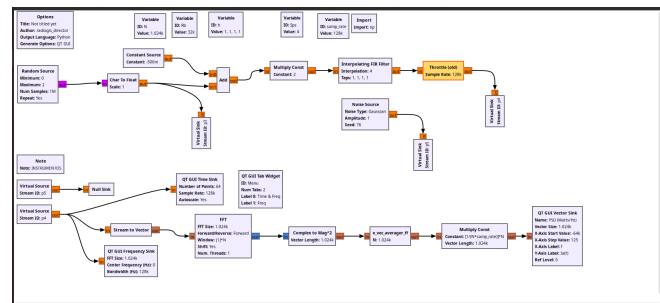 Options
Title: Not titled yet
Author: radiogis_director
Output Language: Python
Generate Options: QT GUI
Variable
ID: N
Value: 1.024k
Variable
ID: Rb
Value: 32k
Variable
ID: h
Value: 1, 1, 1, 1
Variable
ID: Sps
Value: 4
Variable
ID: samp_rate
Value: 128k
Import
Import: np
Random Source
Minimum: 0
Maximum: 2
Num Samples: 1M
Repeat: Yes
Char To Float
Scale: 1
Constant Source
Constant: -500m
Add
Multiply Const
Constant: 2
Interpolating FIR Filter
Interpolation: 4
Taps: 1, 1, 1, 1
Throttle (old)
Sample Rate: 128k
Virtual Sink
Stream ID: p3
Noise Source
Noise Type: Gaussian
Amplitude: 1
Seed: 76
Virtual Sink
Stream ID: p5
Virtual Sink
Stream ID: p4
Note
Note: INSTRUMENTOS
Virtual Source
Stream ID: p5
Null Sink
Virtual Source
Stream ID: p4
QT GUI Time Sink
Number of Points: 64
Sample Rate: 128k
Autoscale: Yes
QT GUI Tab Widget
ID: Menu
Num Tabs: 2
Label 0: Time & Freq
Label 1: Freq
Stream to Vector
QT GUI Frequency Sink
FFT Size: 1.024k
Center Frequency (Hz): 0
Bandwidth (Hz): 128k
FFT
FFT Size: 1.024k
Forward/Reverse: Forward
Window: [1]*N
Shift: Yes
Num. Threads: 1
Complex to Mag^2
Vector Length: 1.024k
e_vec_averager_ff
N: 1.024k
Multiply Const
Constant: [1/(N*samp_rate)]*N
Vector Length: 1.024k
QT GUI Vector Sink
Name: PSD (Watts/Hz)
Vector Size: 1.024k
X-Axis Start Value: -64k
X-Axis Step Value: 125
X-Axis Label: f
Y-Axis Label: Sx(f)
Ref Level: 0